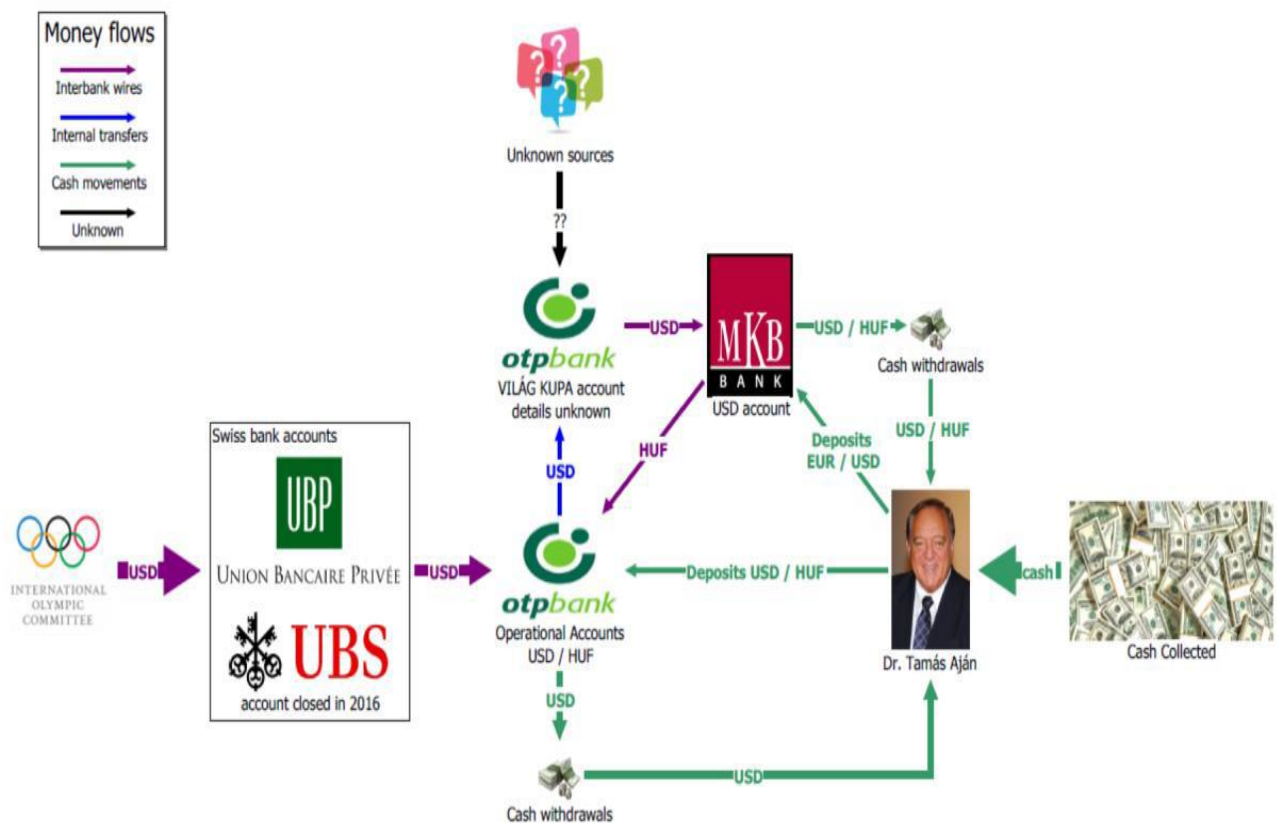 Money flows
Interbank wires
Internal transfers
Cash movements
Unknown
? ? ? ?
Unknown sources
??
otpbank
VILÁG KUPA account
details unknown
USD
MKB
BANK
USD account
USD / HUF
Cash withdrawals
USD / HUF
Deposits
EUR / USD
HUF
USD
Swiss bank accounts
UBP
UNION BANCAIRE PRIVÉE
UBS
account closed in 2016
INTERNATIONAL
OLYMPIC
COMMITTEE
USD
USD
otpbank
Operational Accounts
USD / HUF
Deposits USD / HUF
Dr. Tamás Aján
cash
Cash Collected
USD
Cash withdrawals
USD